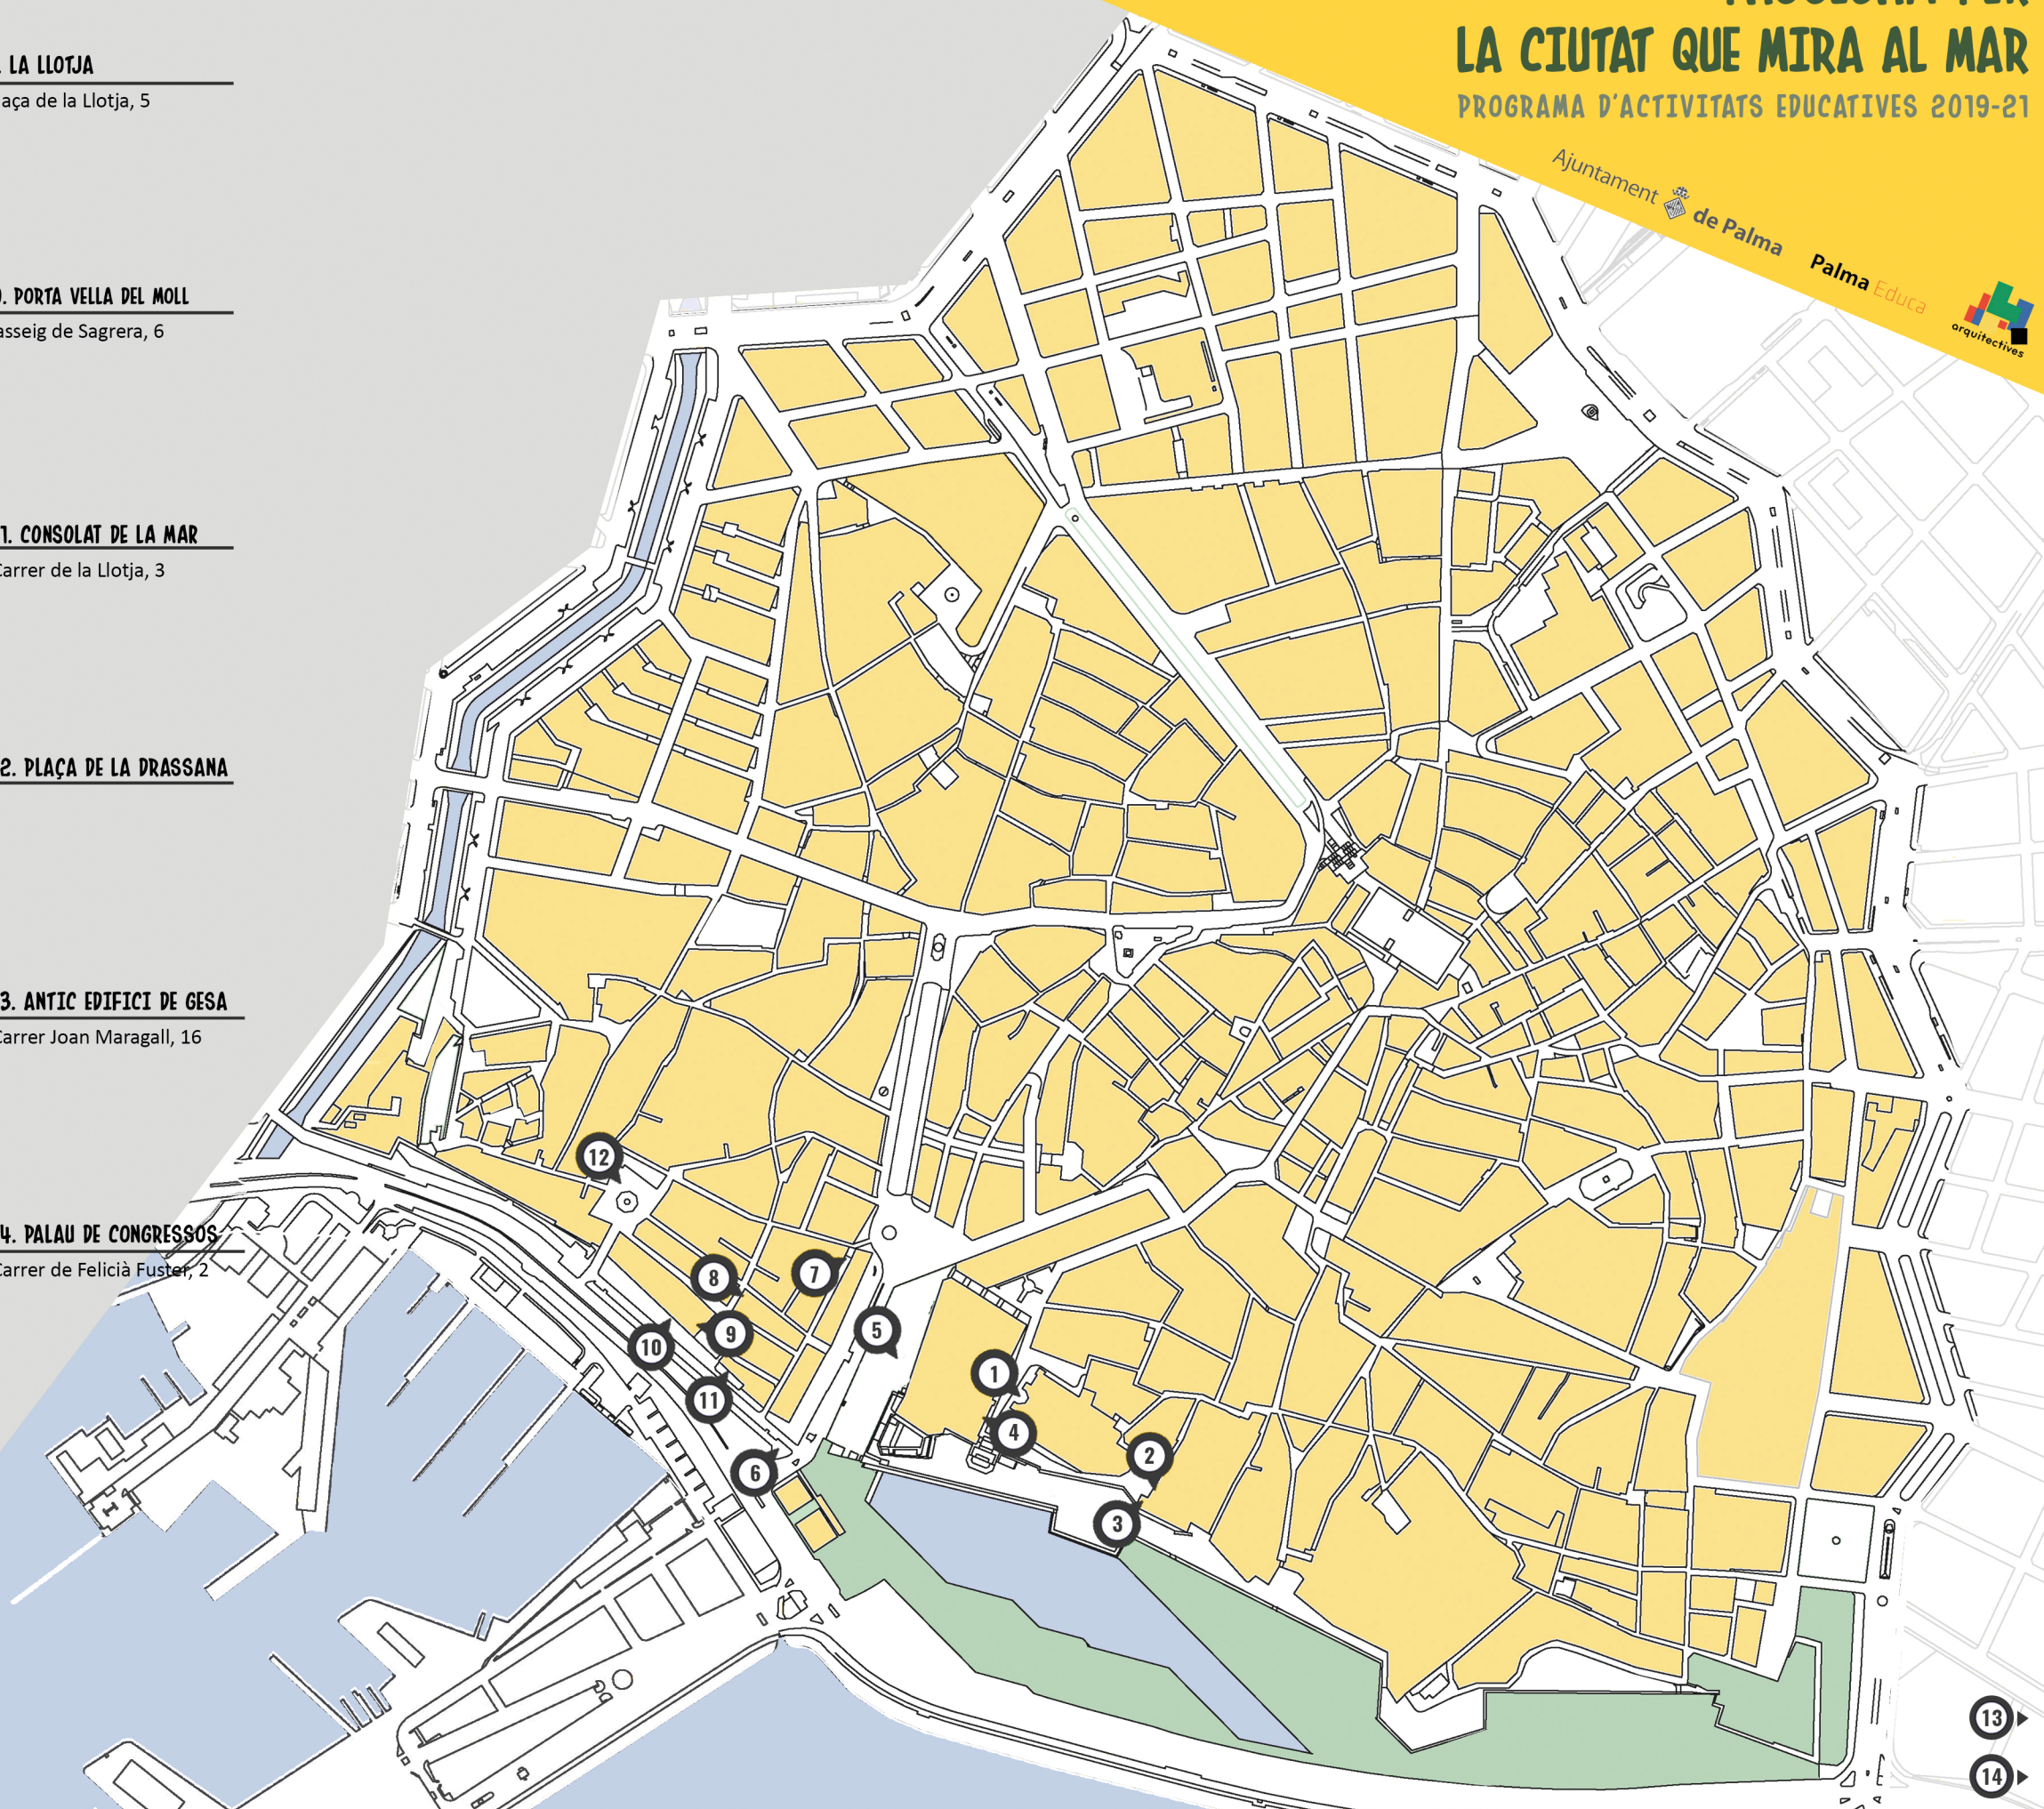 LA LLOTJA
aça de la Llotja, 5
. PORTA VELLA DEL MOLL
asseig de Sagrera, 6
1. CONSOLAT DE LA MAR
Carrer de la Llotja, 3
2. PLAÇA DE LA DRASSANA
3. ANTIC EDIFICI DE GESA
Carrer Joan Maragall, 16
4. PALAU DE CONGRESSOS
Carrer de Felicià Fuster, 2
LA CIUTAT QUE MIRA AL MAR
PROGRAMA D'ACTIVITATS EDUCATIVES 2019-21
Ajuntament de Palma
Palma Educa
arquitectives
12
8
7
9
5
10
1
11
4
2
6
3
13
14